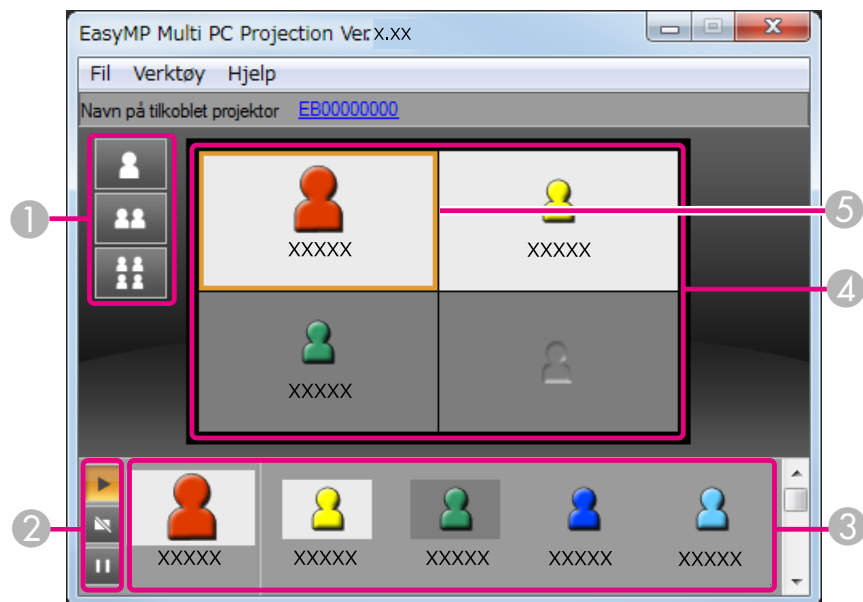 EasyMP Multi PC Projection Ver. x.xx
Fil Verktøy Hjelp
Navn på tilkoblet projektor EB00000000
1
5
XXXXX XXXXX
4
XXXXX
2
3
XXXXX XXXXX XXXXX XXXXX XXXXX